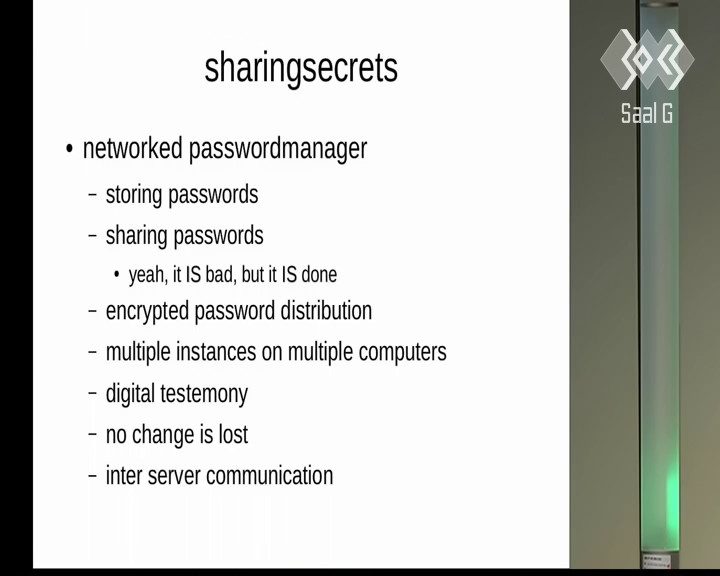 sharingsecrets
• networked passwordmanager
– storing passwords
– sharing passwords
• yeah, it IS bad, but it IS done
– encrypted password distribution
– multiple instances on multiple computers
– digital testemony
– no change is lost
– inter server communication
Saal G